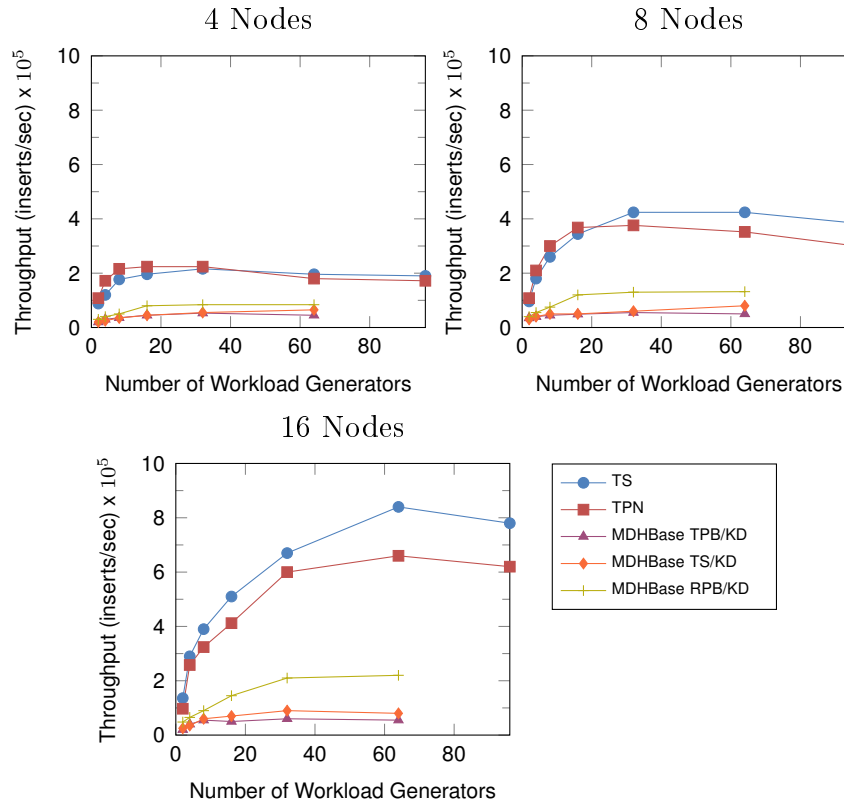 4 Nodes
Throughput (inserts/sec) x 10^5
10
8
6
4
2
0
0 20 40 60 80
Number of Workload Generators
8 Nodes
Throughput (inserts/sec) x 10^5
10
8
6
4
2
0
0 20 40 60 80
Number of Workload Generators
16 Nodes
Throughput (inserts/sec) x 10^5
10
8
6
4
2
0
0 20 40 60 80
Number of Workload Generators
TS
TPN
MDHBase TPB/KD
MDHBase TS/KD
MDHBase RPB/KD